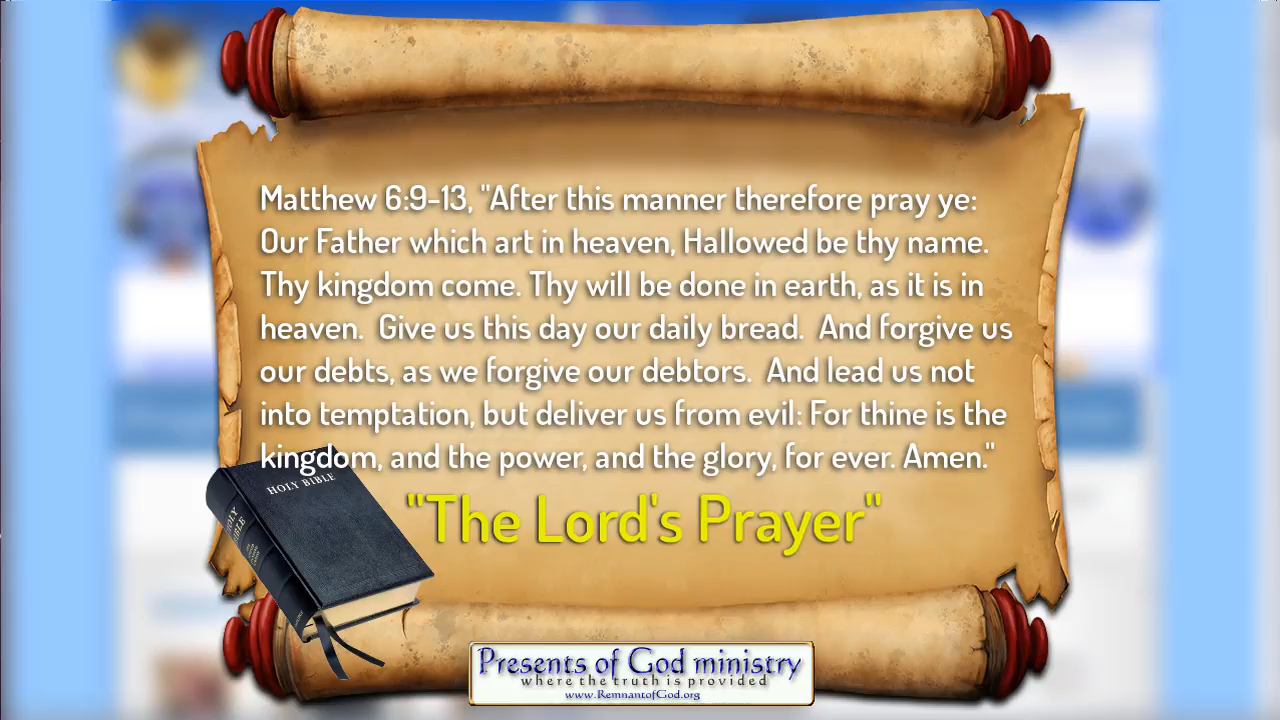 Matthew 6:9-13, "After this manner therefore pray ye:
Our Father which art in heaven, Hallowed be thy name.
Thy kingdom come. Thy will be done in earth, as it is in
heaven.  Give us this day our daily bread.  And forgive us
our debts, as we forgive our debtors.  And lead us not
into temptation, but deliver us from evil: For thine is the
kingdom, and the power, and the glory, for ever. Amen."
HOLY BIBLE
HOLY
BIBLE
"The Lord's Prayer"
Presents of God ministry
where the truth is provided
www.RemnantofGod.org